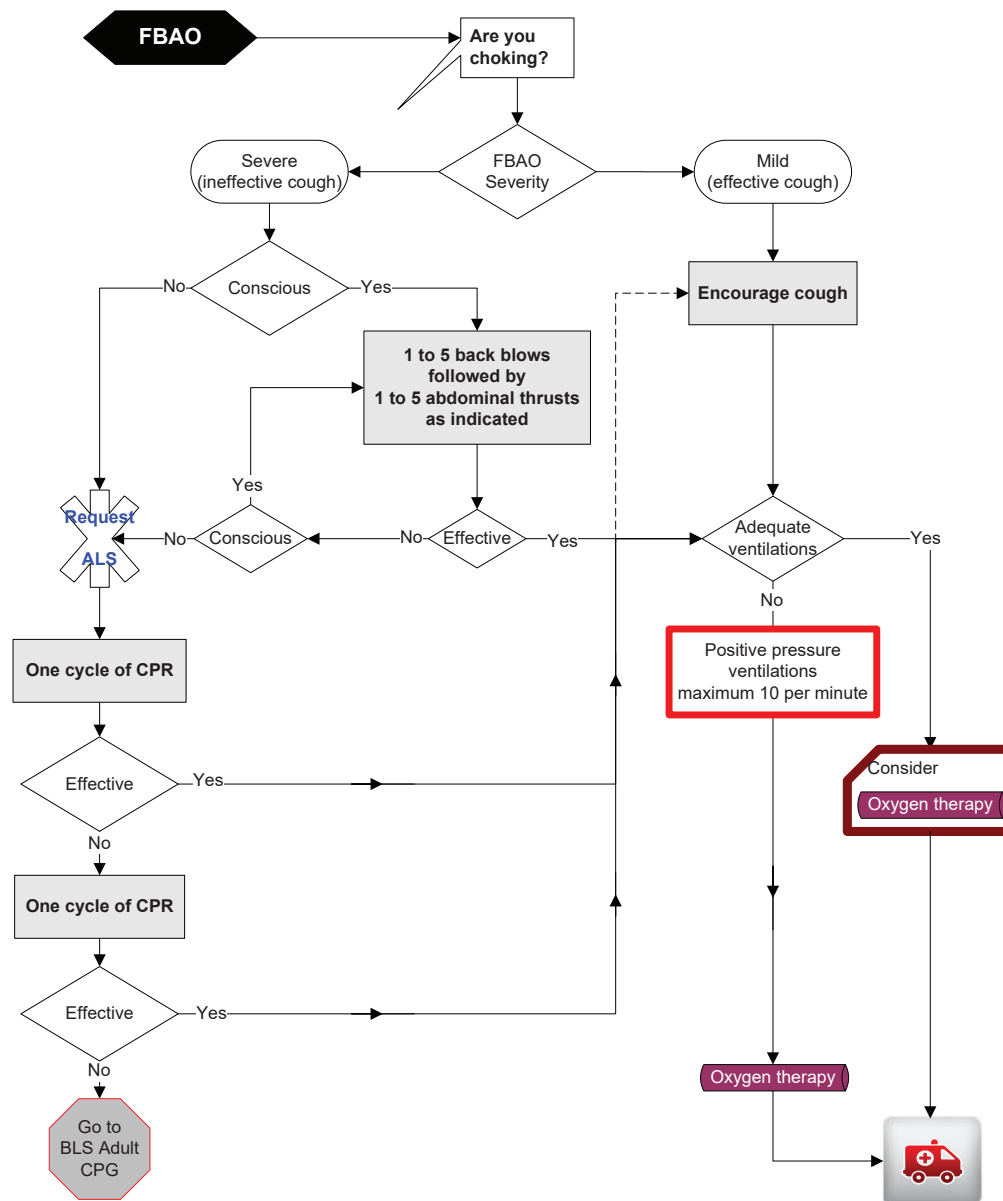 FBAO
Are you
choking?
Severe
(ineffective cough)
FBAO
Severity
Mild
(effective cough)
No
Conscious
Yes
Encourage cough
1 to 5 back blows
followed by
1 to 5 abdominal thrusts
as indicated
Yes
Request
ALS
No
Conscious
No
Effective
Yes
Adequate
ventilations
Yes
No
Positive pressure
ventilations
maximum 10 per minute
One cycle of CPR
Effective
Yes
Consider
Oxygen therapy
No
One cycle of CPR
Effective
Yes
No
Oxygen therapy
Go to
BLS Adult
CPG